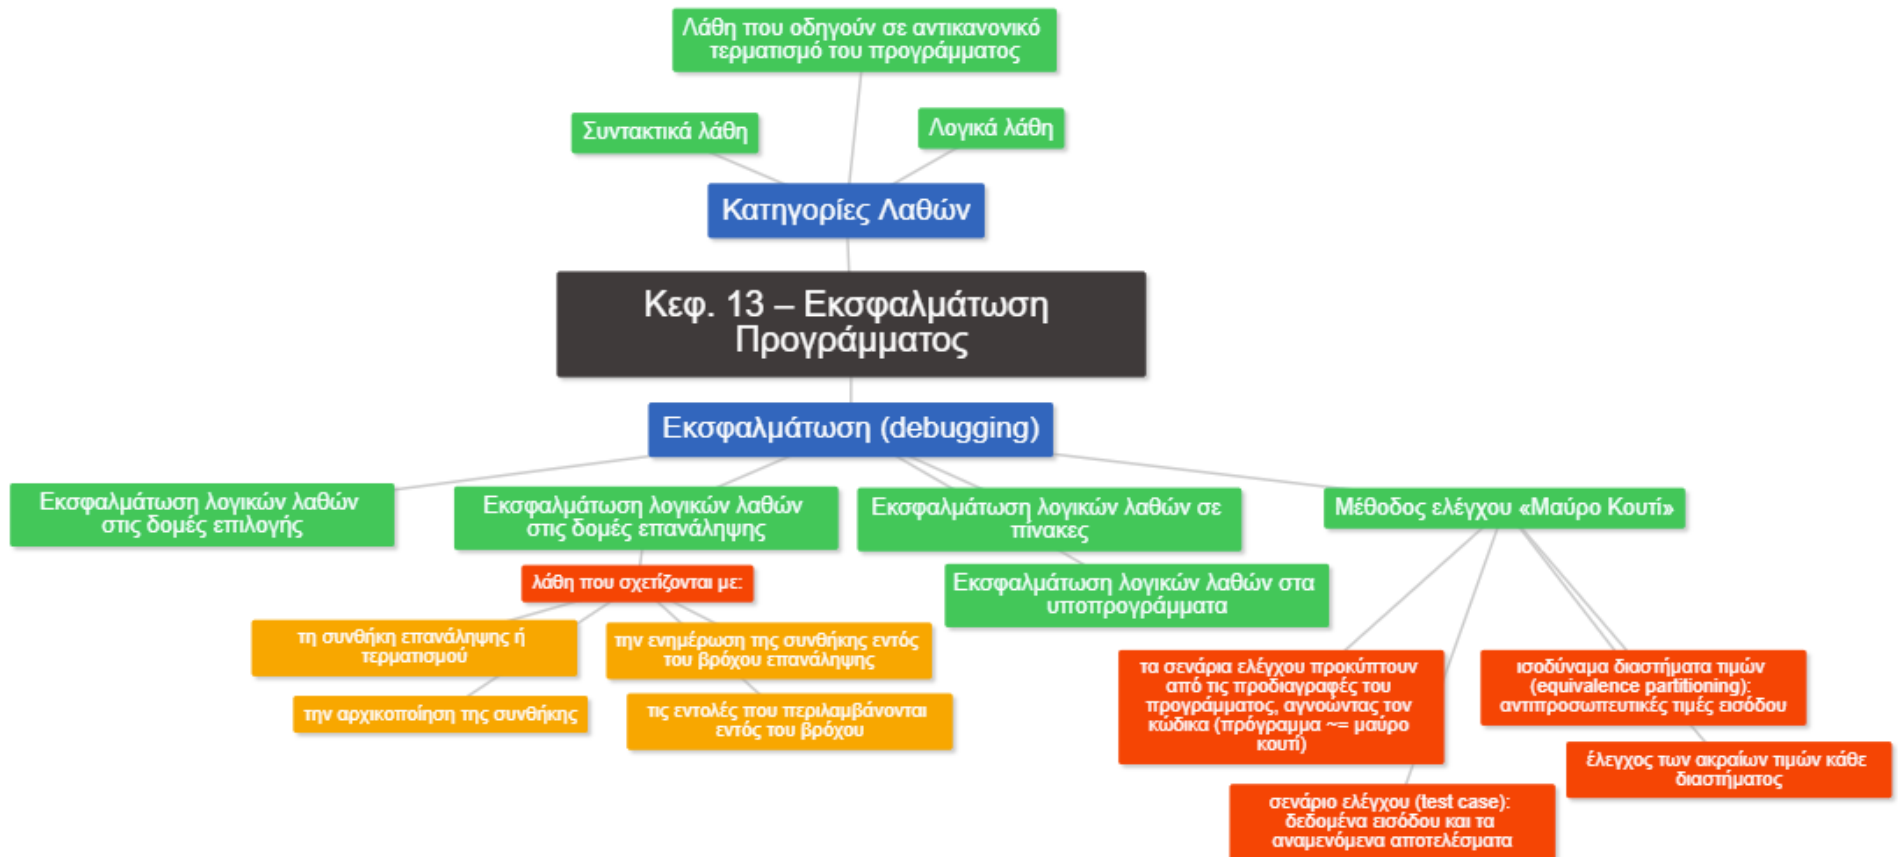 Λάθη που οδηγούν σε αντικανονικό
τερματισμό του προγράμματος
Συντακτικά λάθη
Λογικά λάθη
Κατηγορίες Λαθών
Κεφ. 13 – Εκσφαλμάτωση
Προγράμματος
Εκσφαλμάτωση (debugging)
Εκσφαλμάτωση λογικών λαθών
στις δομές επιλογής
Εκσφαλμάτωση λογικών λαθών
στις δομές επανάληψης
Εκσφαλμάτωση λογικών λαθών σε
πίνακες
Μέθοδος ελέγχου «Μαύρο Κουτί»
λάθη που σχετίζονται με:
Εκσφαλμάτωση λογικών λαθών στα
υποπρογράμματα
τη συνθήκη επανάληψης ή
τερματισμού
την ενημέρωση της συνθήκης εντός
του βρόχου επανάληψης
την αρχικοποίηση της συνθήκης
τις εντολές που περιλαμβάνονται
εντός του βρόχου
τα σενάρια ελέγχου προκύπτουν
από τις προδιαγραφές του
προγράμματος, αγνοώντας τον
κώδικα (πρόγραμμα ~= μαύρο
κουτί)
ισοδύναμα διαστήματα τιμών
(equivalence partitioning):
αντιπροσωπευτικές τιμές εισόδου
έλεγχος των ακραίων τιμών κάθε
διαστήματος
σενάριο ελέγχου (test case):
δεδομένα εισόδου και τα
αναμενόμενα αποτελέσματα